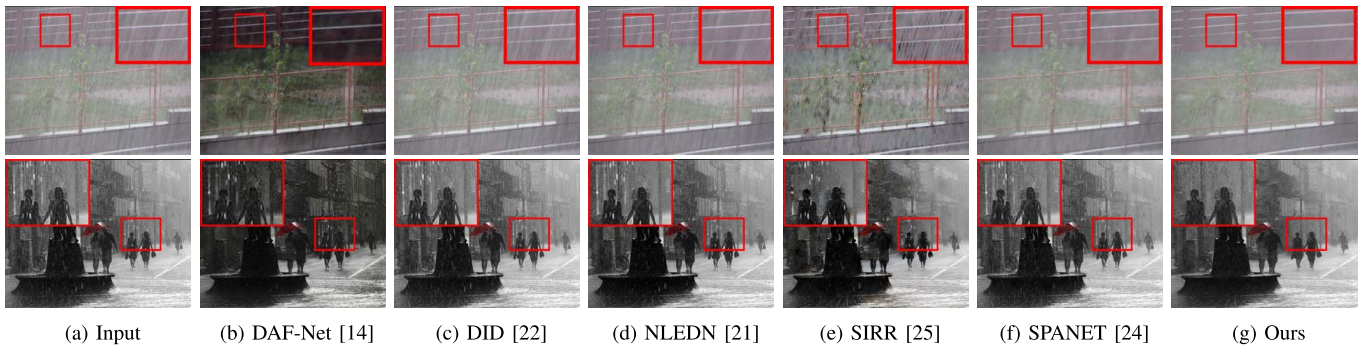 (a) Input (b) DAF-Net [14] (c) DID [22] (d) NLEDN [21] (e) SIRR [25] (f) SPANET [24] (g) Ours